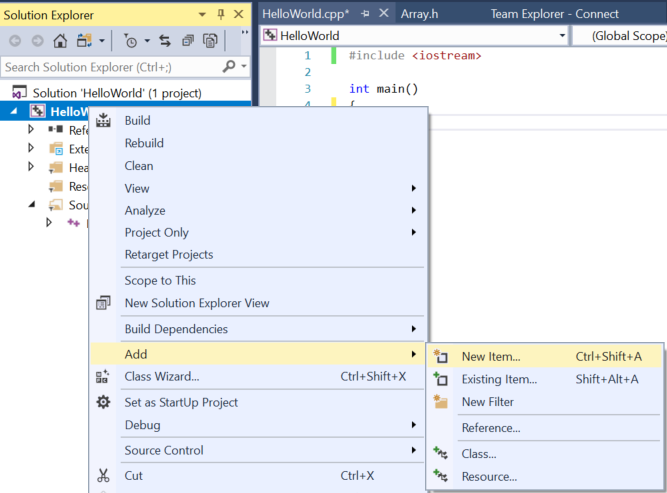 Solution Explorer
Search Solution Explorer (Ctrl+;)
Solution 'HelloWorld' (1 project)
HelloW
Refe
Exte
Hea
Reso
Sou
HelloWorld.cpp*
Array.h
Team Explorer - Connect
HelloWorld
(Global Scope)
1 #include <iostream>
2
3 int main()
4 {
Build
Rebuild
Clean
View
Analyze
Project Only
Retarget Projects
Scope to This
New Solution Explorer View
Build Dependencies
Add
Class Wizard... Ctrl+Shift+X
Set as StartUp Project
Debug
Source Control
Cut Ctrl+X
New Item... Ctrl+Shift+A
Existing Item... Shift+Alt+A
New Filter
Reference...
Class...
Resource...